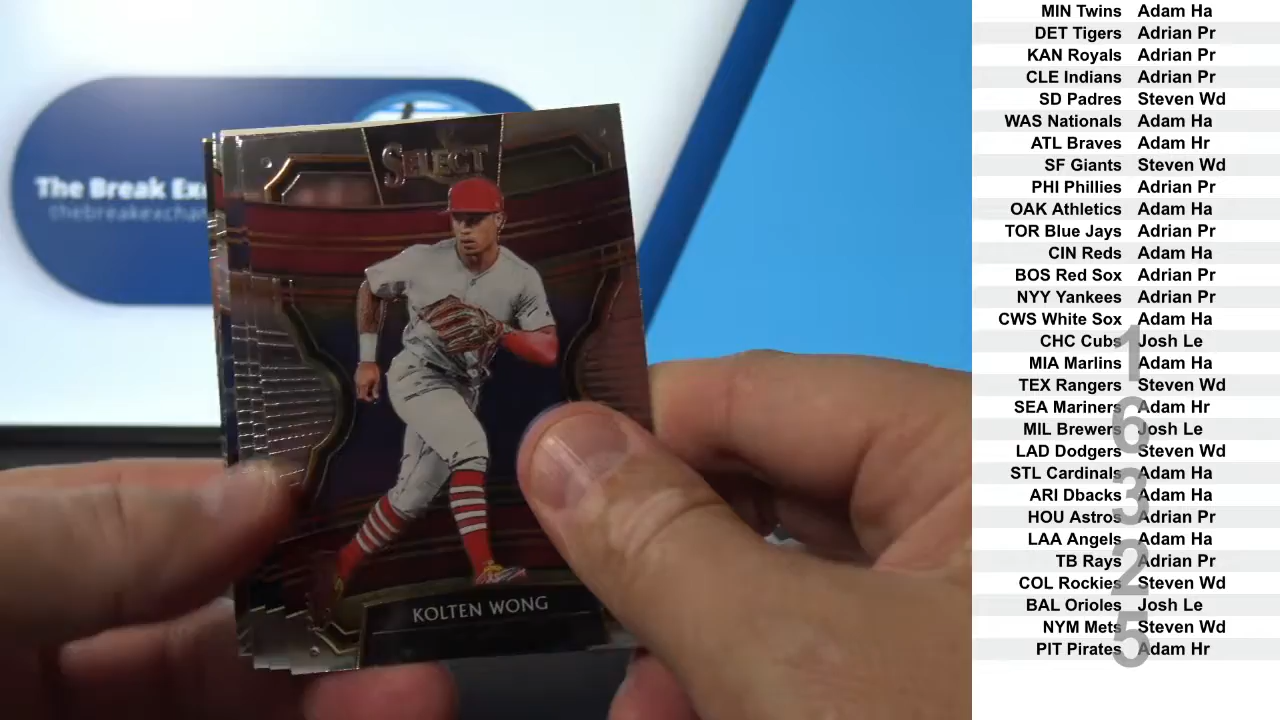 The Break Ex
thebreakexchan
SELECT
KOLTEN WONG
MIN Twins Adam Ha
DET Tigers Adrian Pr
KAN Royals Adrian Pr
CLE Indians Adrian Pr
SD Padres Steven Wd
WAS Nationals Adam Ha
ATL Braves Adam Hr
SF Giants Steven Wd
PHI Phillies Adrian Pr
OAK Athletics Adam Ha
TOR Blue Jays Adrian Pr
CIN Reds Adam Ha
BOS Red Sox Adrian Pr
NYY Yankees Adrian Pr
CWS White Sox Adam Ha
CHC Cubs Josh Le
MIA Marlins Adam Ha
TEX Rangers Steven Wd
SEA Mariners Adam Hr
MIL Brewers Josh Le
LAD Dodgers Steven Wd
STL Cardinals Adam Ha
ARI Dbacks Adam Ha
HOU Astros Adrian Pr
LAA Angels Adam Ha
TB Rays Adrian Pr
COL Rockies Steven Wd
BAL Orioles Josh Le
NYM Mets Steven Wd
PIT Pirates Adam Hr
1
6
3
2
5